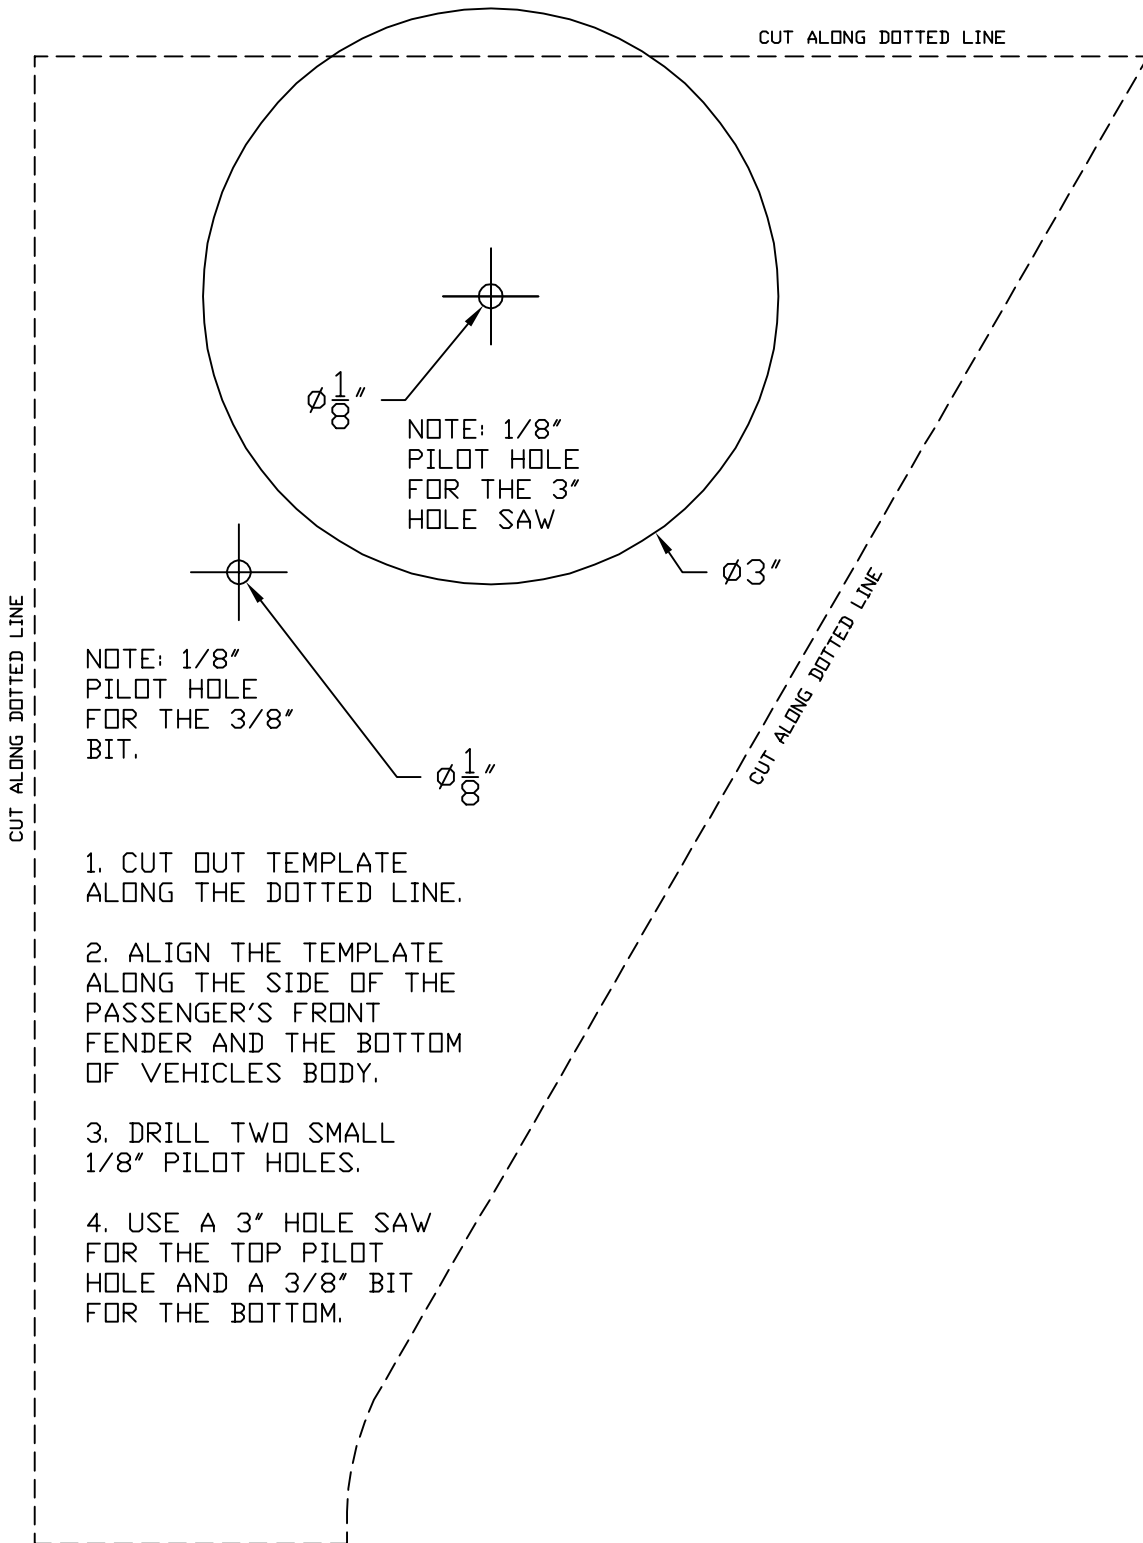 CUT ALONG DOTTED LINE
Ø1/8"
NOTE: 1/8"
PILOT HOLE
FOR THE 3"
HOLE SAW
Ø3"
CUT ALONG DOTTED LINE
CUT ALONG DOTTED LINE
NOTE: 1/8"
PILOT HOLE
FOR THE 3/8"
BIT.
Ø1/8"
1. CUT OUT TEMPLATE
ALONG THE DOTTED LINE.
2. ALIGN THE TEMPLATE
ALONG THE SIDE OF THE
PASSENGER'S FRONT
FENDER AND THE BOTTOM
OF VEHICLES BODY.
3. DRILL TWO SMALL
1/8" PILOT HOLES.
4. USE A 3" HOLE SAW
FOR THE TOP PILOT
HOLE AND A 3/8" BIT
FOR THE BOTTOM.